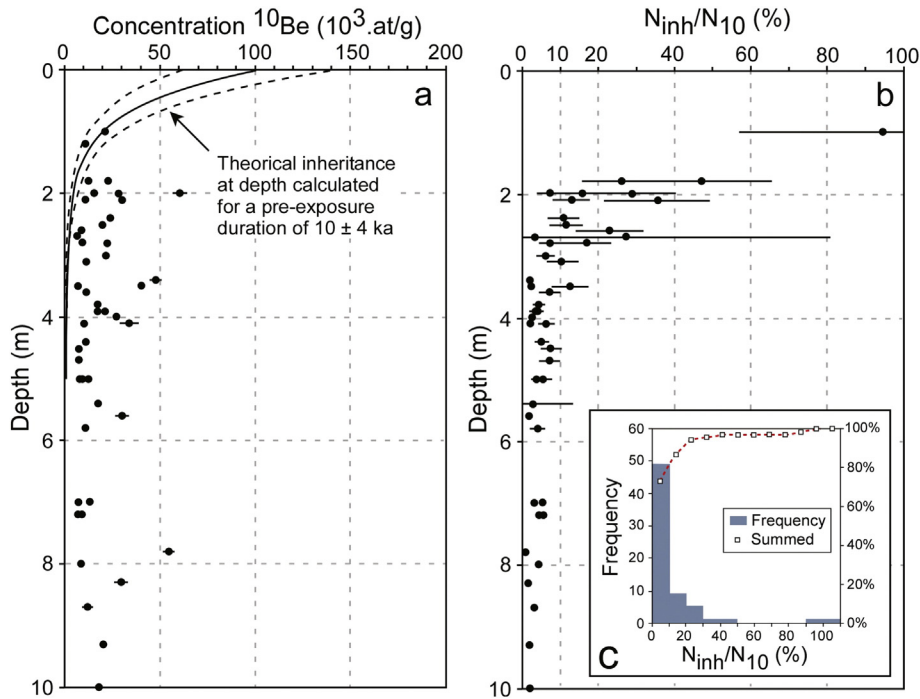 Concentration ¹⁰Be (10³.at/g)
0 50 100 150 200
a
Theorical inheritance
at depth calculated
for a pre-exposure
duration of 10 ± 4 ka
Depth (m)
0
2
4
6
8
10
N_inh/N_10 (%)
0 20 40 60 80 100
b
Depth (m)
0
2
4
6
8
10
60
50
40
30
20
10
0
Frequency
100%
80%
60%
40%
20%
0%
Frequency
Summed
0 20 40 60 80 100
C
N_inh/N_10 (%)